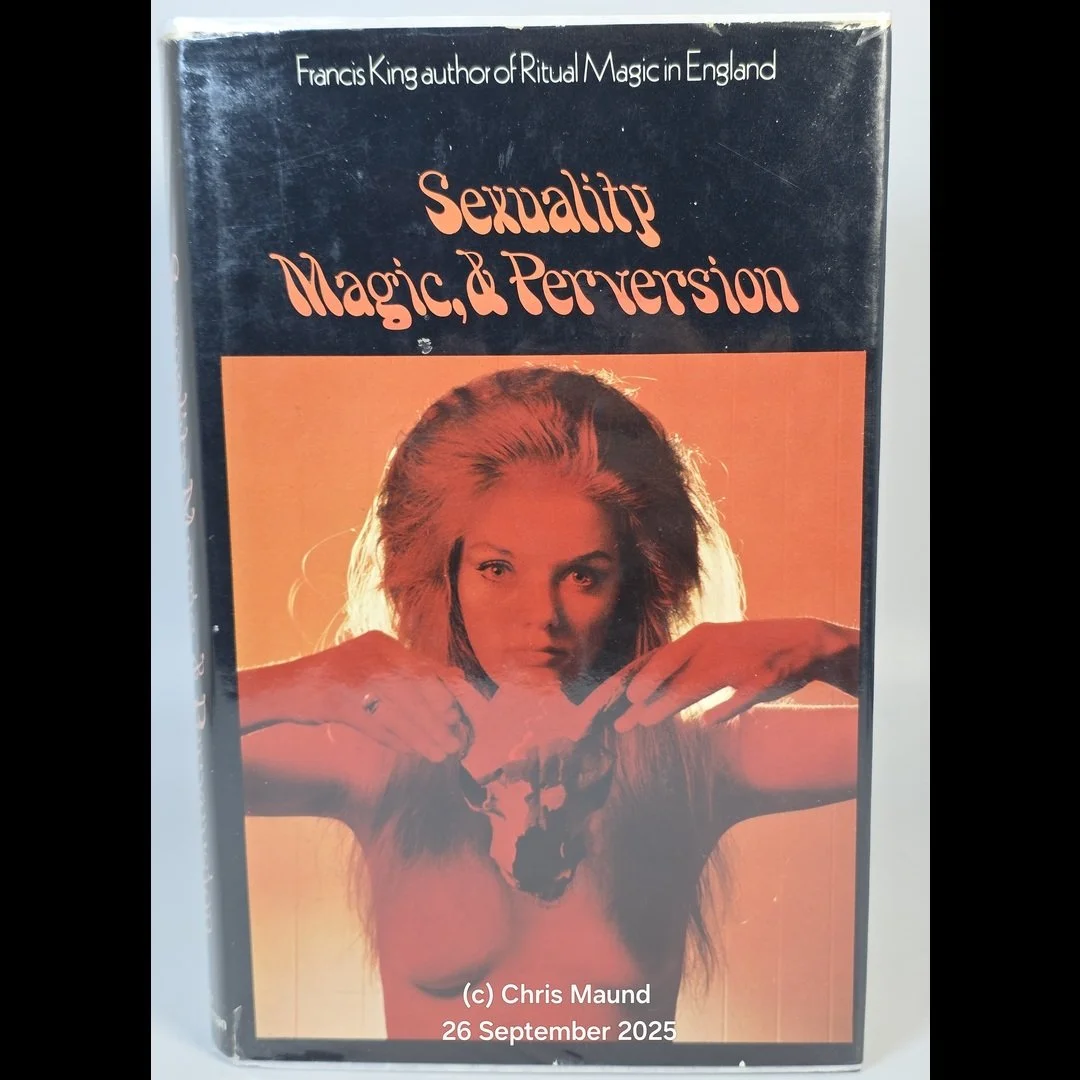 Francis King author of Ritual Magic in England
Sexuality
Magic, & Perversion
(c) Chris Maund
26 September 2025